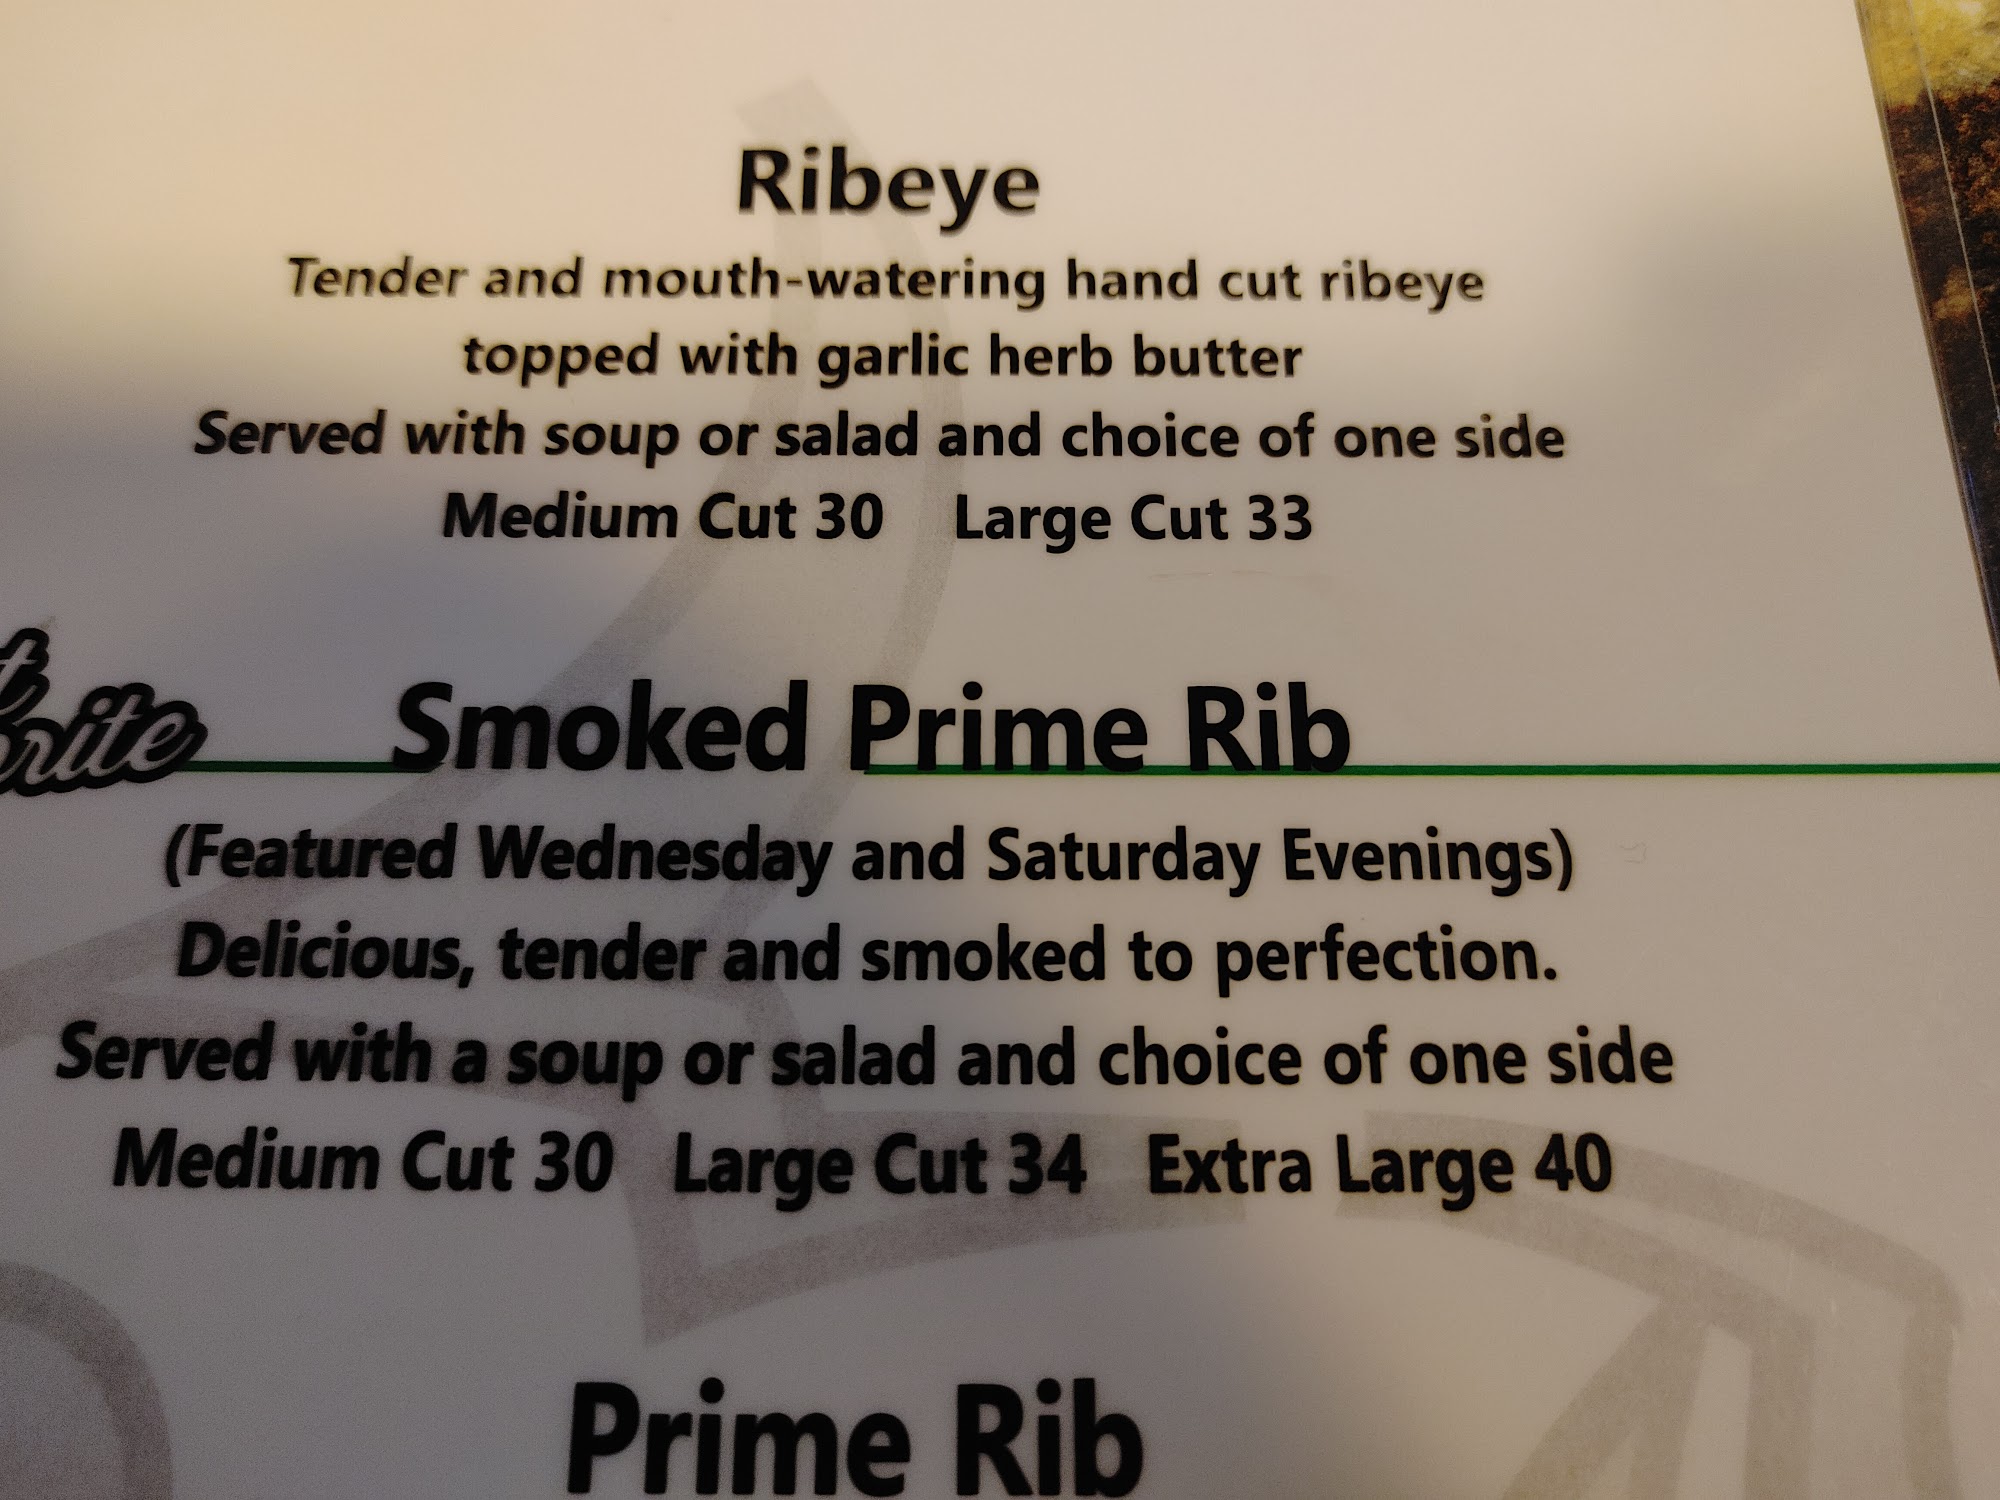 Ribeye
Tender and mouth-watering hand cut ribeye
topped with garlic herb butter
Served with soup or salad and choice of one side
Medium Cut 30 Large Cut 33
Smoked Prime Rib
(Featured Wednesday and Saturday Evenings)
Delicious, tender and smoked to perfection.
Served with a soup or salad and choice of one side
Medium Cut 30 Large Cut 34 Extra Large 40
Prime Rib